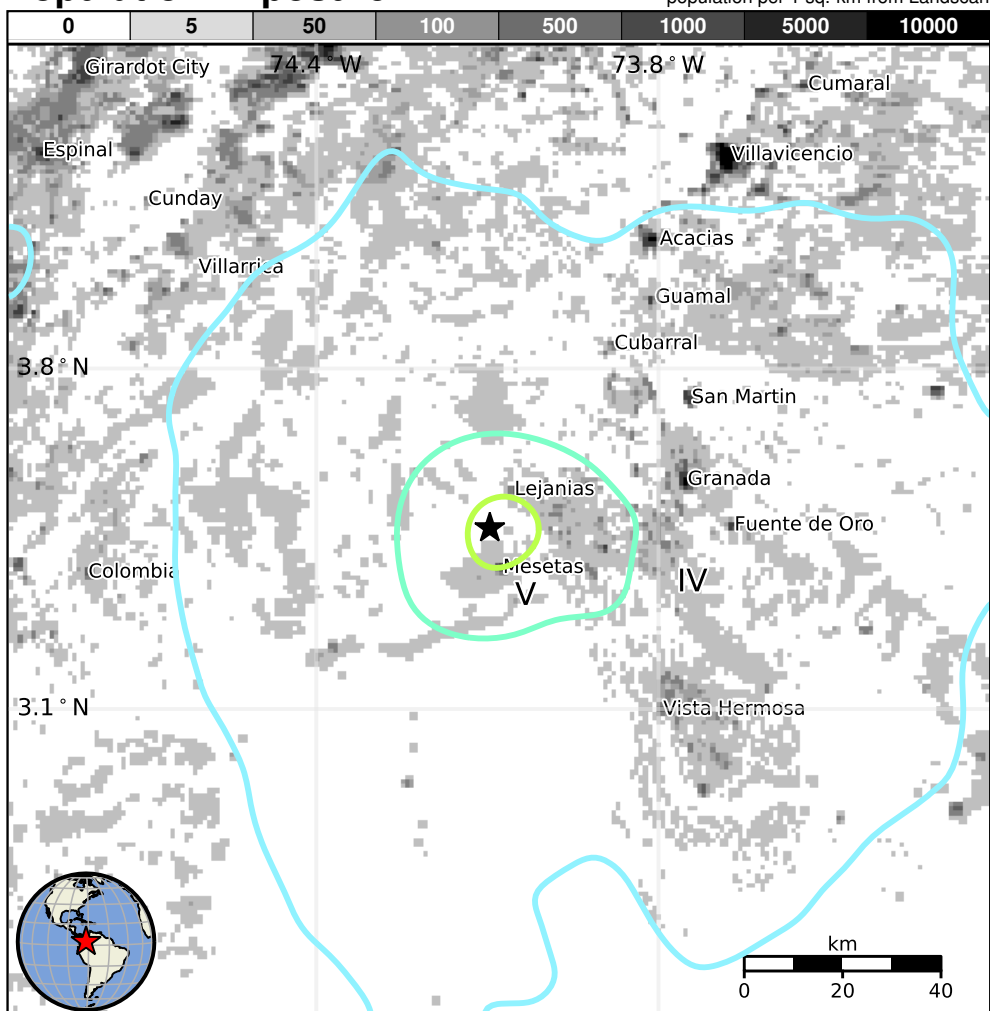 population per 1 sq. km from Landscan
0 5 50 100 500 1000 5000 10000
Girardot City 74.4°W 73.8°W Cumaral
Espinal Villavicencio
Cunday
Acacias
Villarrica
Guamal
Cubarral
3.8°N
San Martin
Granada
Lejanias
Fuente de Oro
Mesetas
Colombia IV
V
3.1°N Vista Hermosa
km
0 20 40